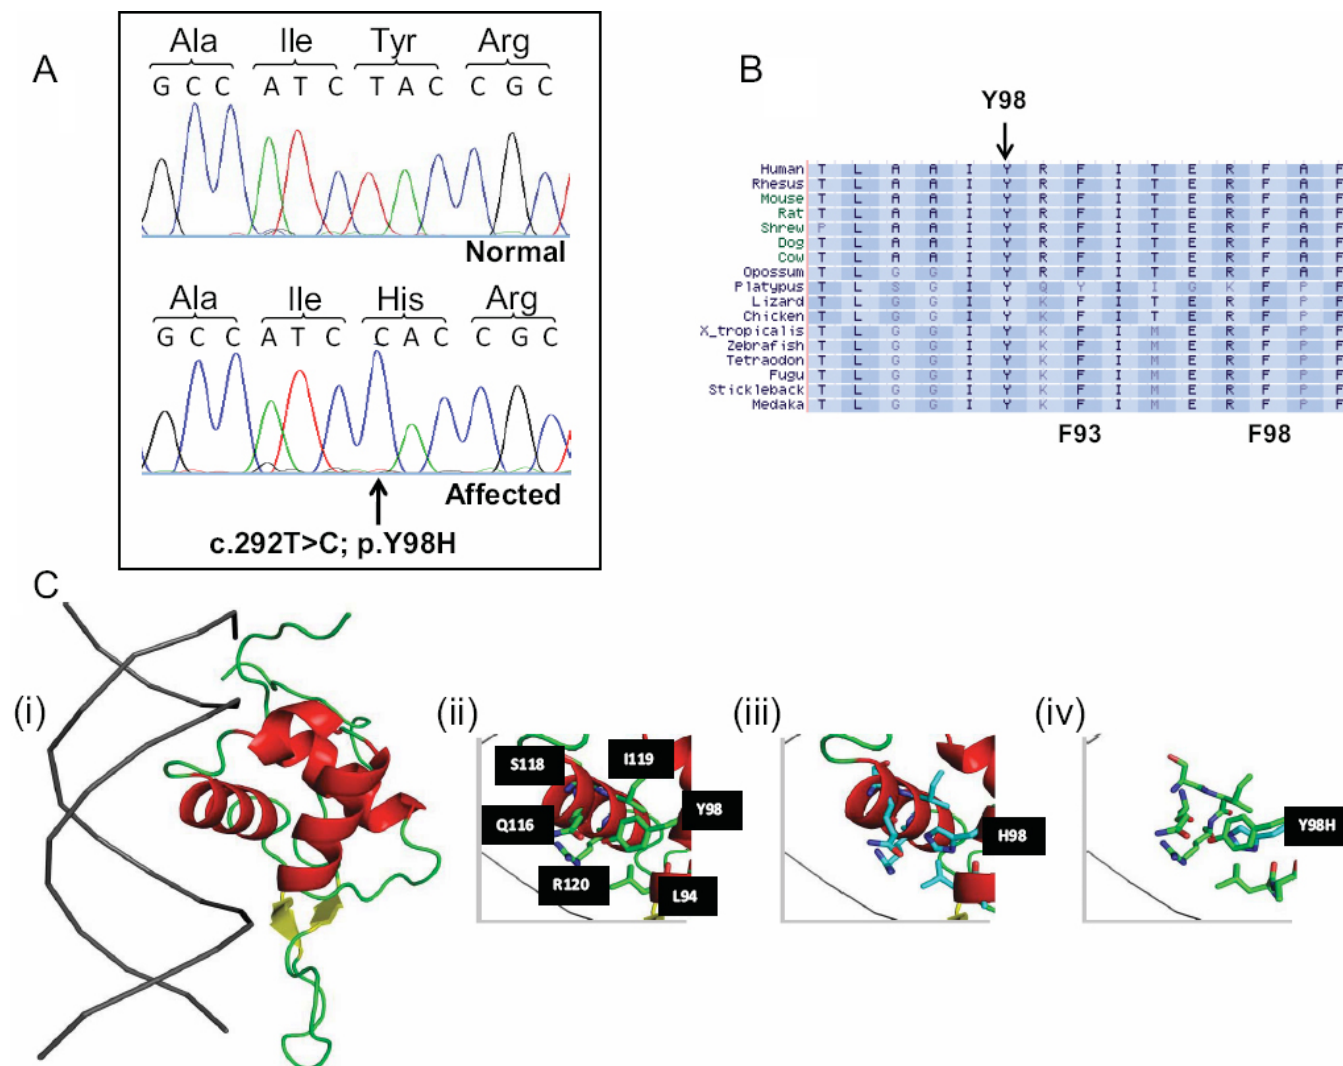 A
Ala Ile Tyr Arg
G C C A T C T A C C G C
Normal
Ala Ile His Arg
G C C A T C C A C C G C
Affected
c.292T>C; p.Y98H
B
Y98
Human T L A A I Y R F I T E R F A F
Rhesus T L A A I Y R F I T E R F A F
Mouse T L A A I Y R F I T E R F A F
Rat T L A A I Y R F I T E R F A F
Shrew P L A A I Y R F I T E R F A F
Dog T L A A I Y R F I T E R F A F
Cow T L A A I Y R F I T E R F A F
Opossum T L G G I Y R F I T E R F A F
Platypus T L S G I Y Q Y I I G K F P F
Lizard T L G G I Y K F I T E R F P F
Chicken T L G G I Y K F I T E R F P F
X_tropicalis T L G G I Y K F I M E R F P F
Zebrafish T L G G I Y K F I M E R F P F
Tetraodon T L G G I Y K F I M E R F P F
Fugu T L G G I Y K F I M E R F P F
Stickleback T L G G I Y K F I M E R F P F
Medaka T L G G I Y K F I M E R F P F
F93 F98
C
(i)
(ii)
S118 I119
Y98
Q116
R120 L94
(iii)
H98
(iv)
Y98H